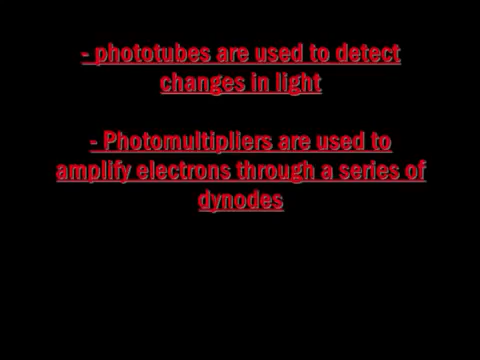 - phototubes are used to detect
changes in light
- Photomultipliers are used to
amplify electrons through a series of
dynodes